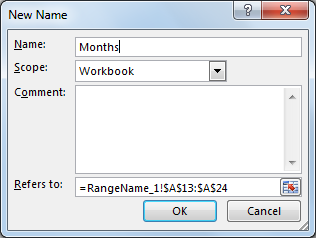 New Name
Name: Months
Scope: Workbook
Comment:
Refers to: =RangeName_1!$A$13:$A$24
OK Cancel